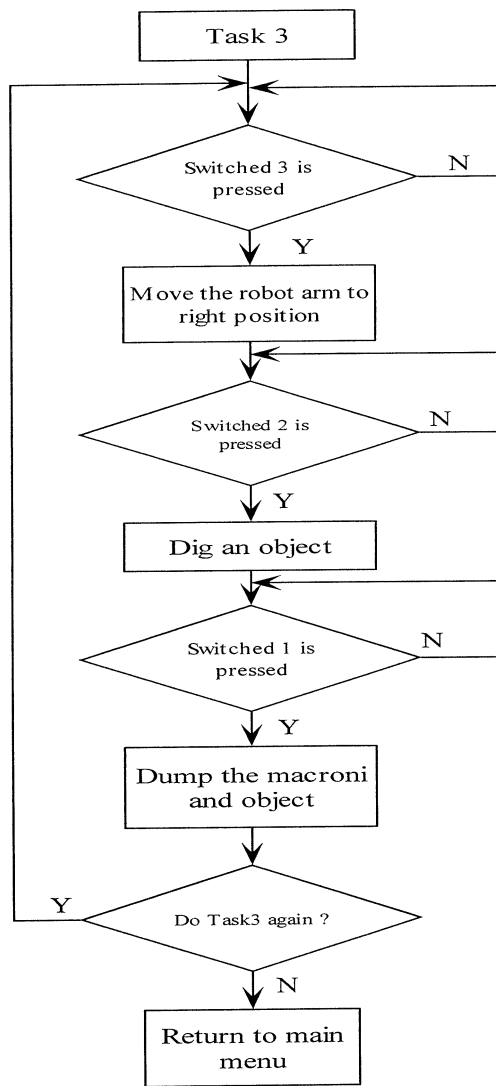 Task 3
Switched 3 is
pressed
N
Y
Move the robot arm to
right position
Switched 2 is
pressed
N
Y
Dig an object
Switched 1 is
pressed
N
Y
Dump the macroni
and object
Y
Do Task3 again ?
N
Return to main
menu